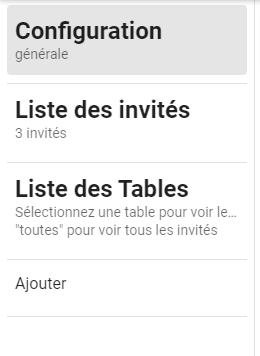 Configuration
générale
Liste des invités
3 invités
Liste des Tables
Sélectionnez une table pour voir le...
"toutes" pour voir tous les invités
Ajouter